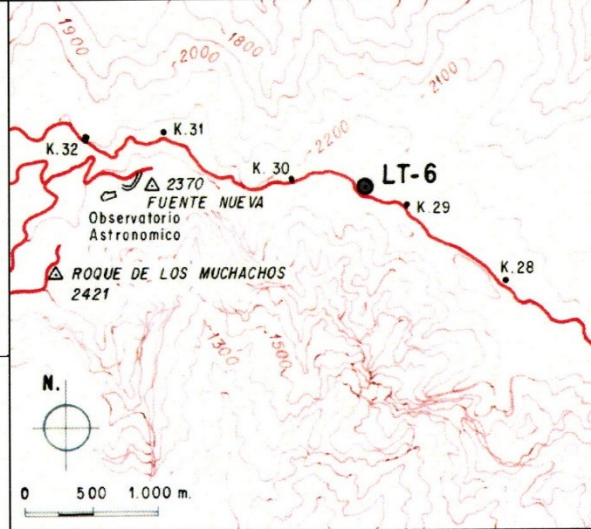 1900
1800
2000
2100
2200
K.31
K.32
K. 30
LT-6
K.29
2370
FUENTE NUEVA
Observatorio
Astronomico
ROQUE DE LOS MUCHACHOS
2421
K.28
1300
1500
N.
0 500 1.000 m.